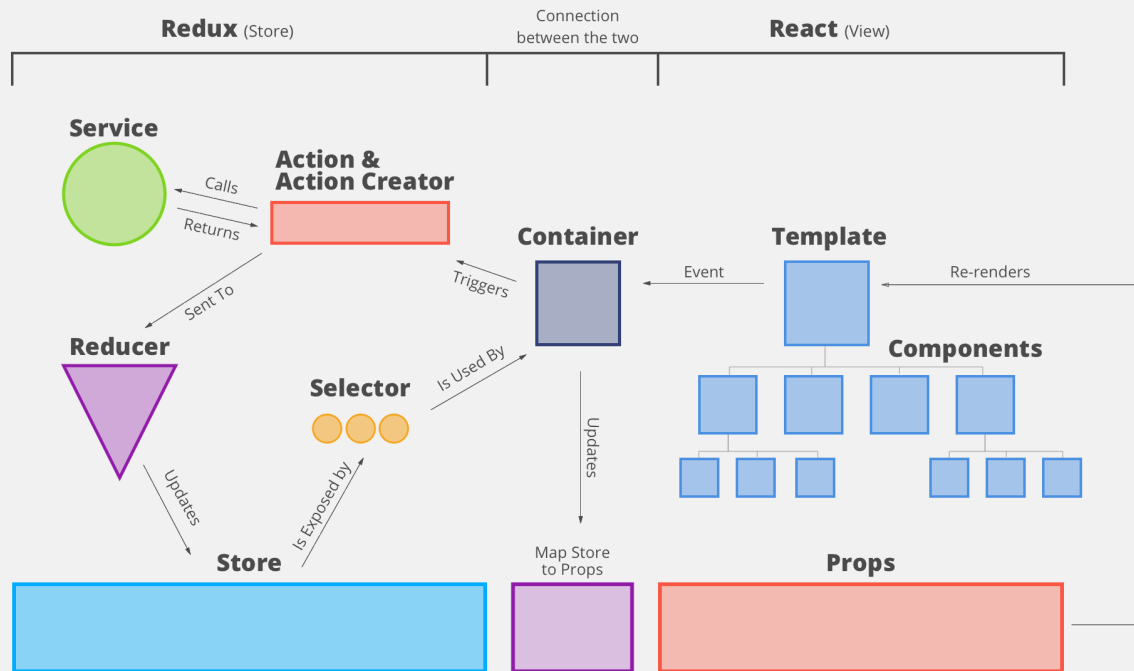 Redux (Store)
Connection
between the two
React (View)
Service
Action &
Action Creator
Calls
Returns
Container
Template
Triggers
Event
Re-renders
Sent To
Reducer
Components
Selector
Is Used By
Updates
Updates
Is Exposed by
Store
Map Store
to Props
Props